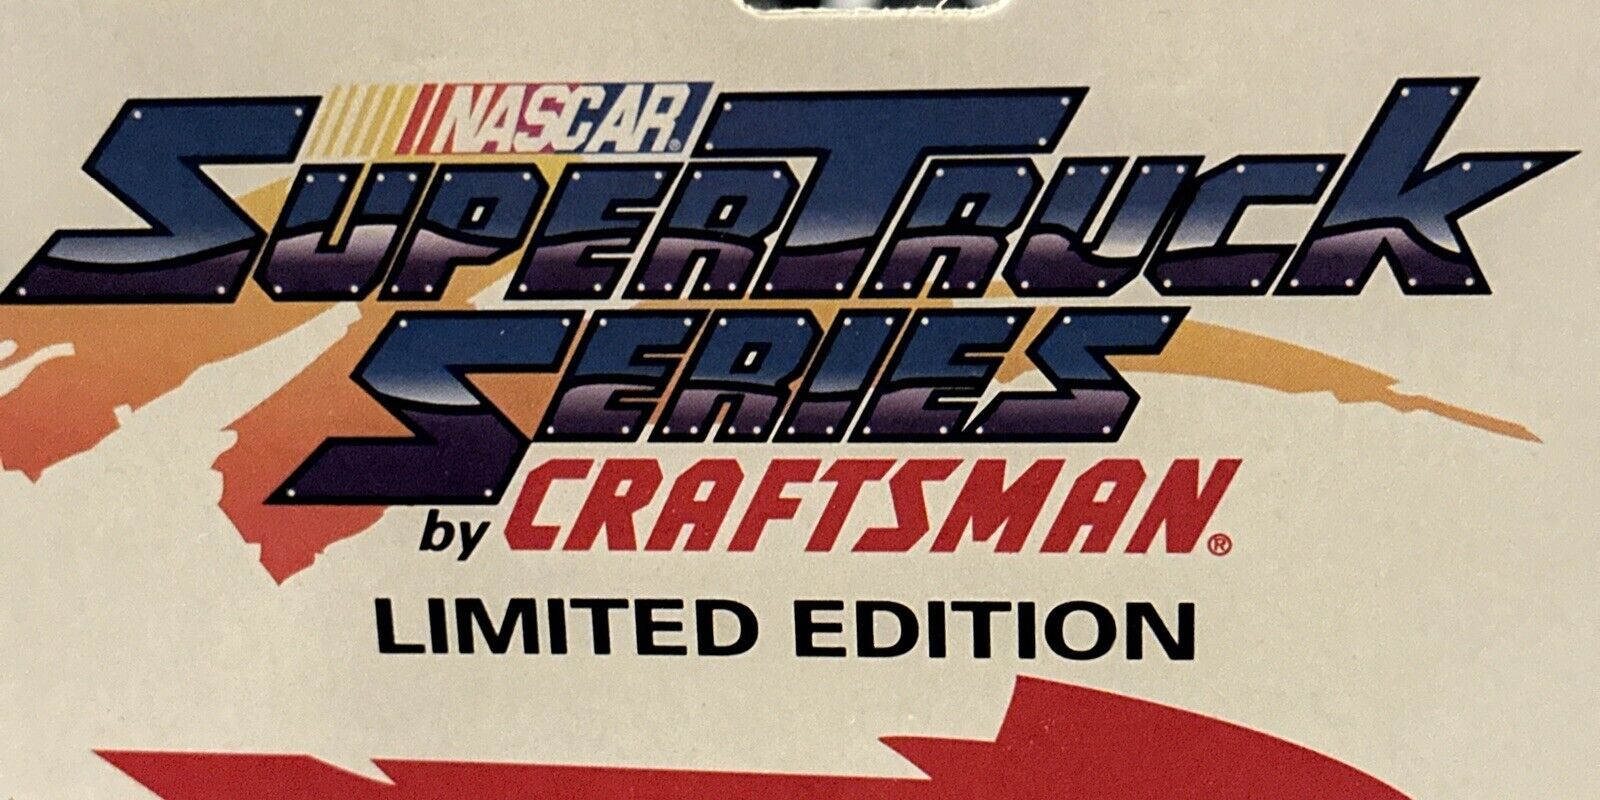 NASCAR®
SUPERTRUCK
SERIES
by CRAFTSMAN®
LIMITED EDITION